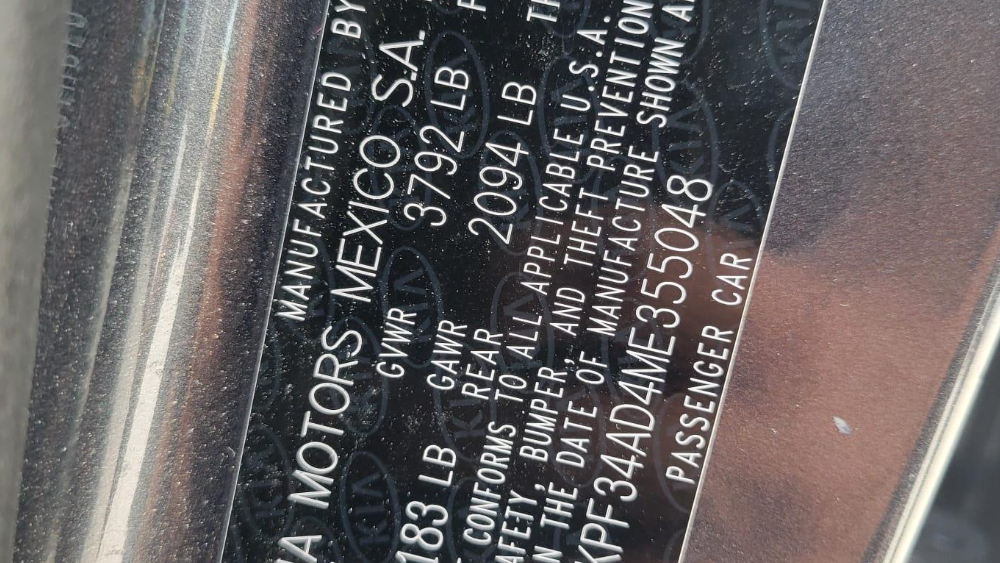 MANUFACTURED BY
MOTORS MEXICO S.A.
GVWR 3792 LB
183 LB GAWR
REAR 2094 LB
CONFORMS TO ALL APPLICABLE U.S.A.
BUMPER, AND THEFT PREVENTION
THE DATE OF MANUFACTURE SHOWN
KPF34AD4ME355048
PASSENGER CAR